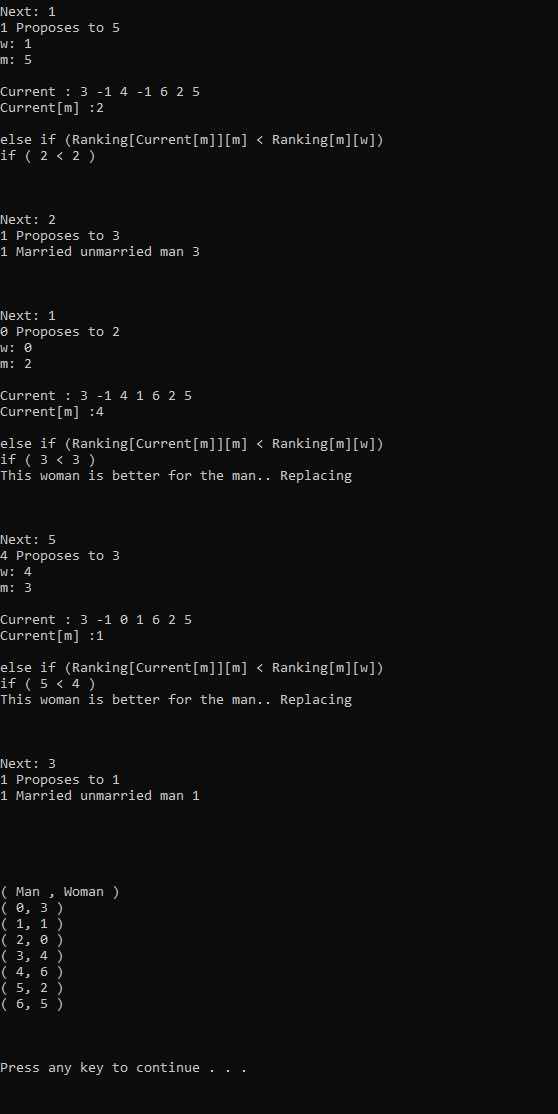 Next: 1
1 Proposes to 5
w: 1
m: 5
Current : 3 -1 4 -1 6 2 5
Current[m] :2
else if (Ranking[Current[m]][m] < Ranking[m][w])
if ( 2 < 2 )
Next: 2
1 Proposes to 3
1 Married unmarried man 3
Next: 1
0 Proposes to 2
w: 0
m: 2
Current : 3 -1 4 1 6 2 5
Current[m] :4
else if (Ranking[Current[m]][m] < Ranking[m][w])
if ( 3 < 3 )
This woman is better for the man.. Replacing
Next: 5
4 Proposes to 3
w: 4
m: 3
Current : 3 -1 0 1 6 2 5
Current[m] :1
else if (Ranking[Current[m]][m] < Ranking[m][w])
if ( 5 < 4 )
This woman is better for the man.. Replacing
Next: 3
1 Proposes to 1
1 Married unmarried man 1
( Man , Woman )
( 0, 3 )
( 1, 1 )
( 2, 0 )
( 3, 4 )
( 4, 6 )
( 5, 2 )
( 6, 5 )
Press any key to continue . . .